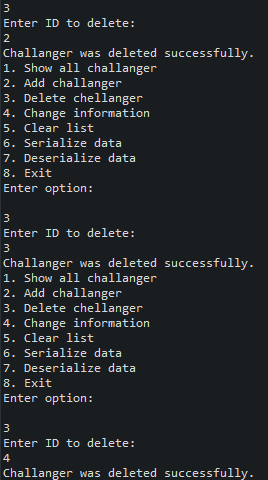 3
Enter ID to delete:
2
Challanger was deleted successfully.
1. Show all challanger
2. Add challanger
3. Delete chellanger
4. Change information
5. Clear list
6. Serialize data
7. Deserialize data
8. Exit
Enter option:
3
Enter ID to delete:
3
Challanger was deleted successfully.
1. Show all challanger
2. Add challanger
3. Delete chellanger
4. Change information
5. Clear list
6. Serialize data
7. Deserialize data
8. Exit
Enter option:
3
Enter ID to delete:
4
Challanger was deleted successfully.